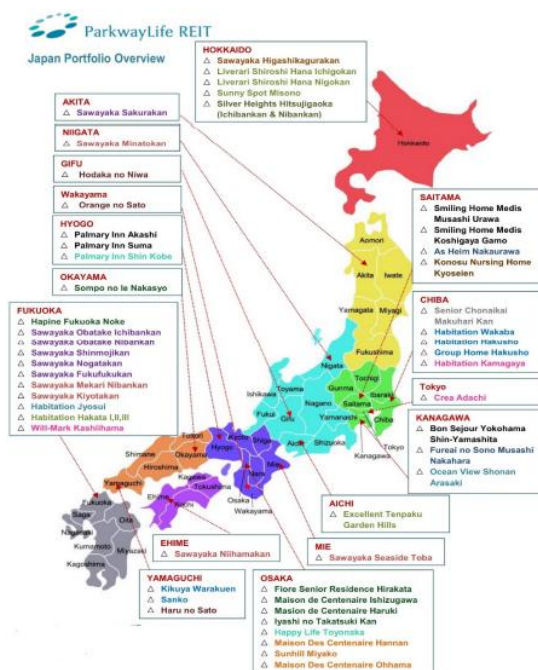 ParkwayLife REIT
Japan Portfolio Overview
HOKKAIDO
△ Sawayaka Higashikagurakan
△ Liverari Shiroshi Hana Ichigokan
△ Liverari Shiroshi Hana Nigokan
△ Sunny Spot Misono
△ Silver Heights Hitsujigaoka
(Ichibankan & Nibankan)
AKITA
△ Sawayaka Sakurakan
NIIGATA
△ Sawayaka Minatokan
GIFU
△ Hodaka no Niwa
Wakayama
△ Orange no Sato
HYOGO
△ Palmary Inn Akashi
△ Palmary Inn Suma
△ Palmary Inn Shin Kobe
OKAYAMA
△ Sompo no Ie Nakasyo
FUKUOKA
△ Hapine Fukuoka Noke
△ Sawayaka Obatake Ichibankan
△ Sawayaka Obatake Nibankan
△ Sawayaka Shinmojikan
△ Sawayaka Nogatakan
△ Sawayaka Fukufukukan
△ Sawayaka Mekari Nibankan
△ Sawayaka Kiyotakan
△ Habitation Jyosui
△ Habitation Hakata I,II,III
△ Will-Mark Kashiihama
SAITAMA
△ Smiling Home Medis
Musashi Urawa
△ Smiling Home Medis
Koshigaya Gamo
△ As Heim Nakaurawa
△ Konosu Nursing Home
Kyoseien
CHIBA
△ Senior Chonaikai
Makuhari Kan
△ Habitation Wakaba
△ Habitation Hakusho
△ Group Home Hakusho
△ Habitation Kamagaya
Tokyo
△ Crea Adachi
KANAGAWA
△ Bon Sejour Yokohama
Shin-Yamashita
△ Fureai no Sono Musashi
Nakahara
△ Ocean View Shonan
Arasaki
AICHI
△ Excellent Tenpaku
Garden Hills
MIE
△ Sawayaka Seaside Toba
EHIME
△ Sawayaka Niihamakan
YAMAGUCHI
△ Kikuya Warakuen
△ Sanko
△ Haru no Sato
OSAKA
△ Fiore Senior Residence Hirakata
△ Maison de Centenaire Ishizugawa
△ Masion de Centenaire Haruki
△ Iyashi no Takatsuki Kan
△ Happy Life Toyonaka
△ Maison Des Centenaire Hannan
△ Sunhill Miyako
△ Maison Des Centenaire Ohhama
Hokkaido
Aomori
Akita
Iwate
Yamagata
Miyagi
Fukushima
Nigata
Ishikawa
Toyama
Fukui
Gifu
Nagano
Gunma
Tochigi
Ibaraki
Saitama
Chiba
Yamanashi
Tokyo
Kanagawa
Shizuoka
Aichi
Shiga
Kyoto
Hyogo
Mie
Nara
Osaka
Wakayama
Tottori
Okayama
Shimane
Hiroshima
Yamaguchi
Kagawa
Tokushima
Ehime
Kochi
Fukuoka
Saga
Oita
Nagasaki
Kumamoto
Miyazaki
Kagoshima